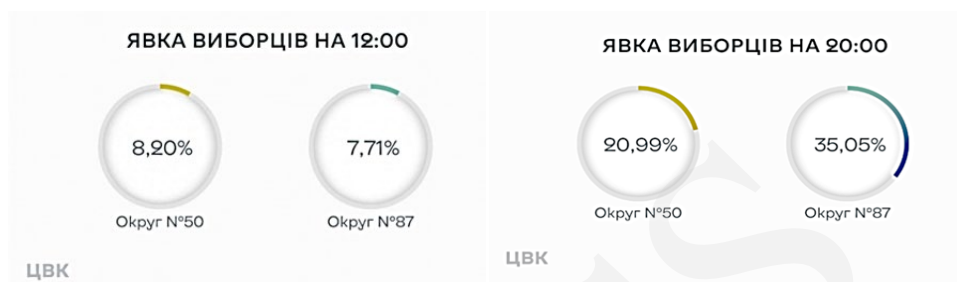 ЯВКА ВИБОРЦІВ НА 12:00
8,20%
7,71%
Округ №50
Округ №87
ЦВК
ЯВКА ВИБОРЦІВ НА 20:00
20,99%
35,05%
Округ №50
Округ №87
ЦВК